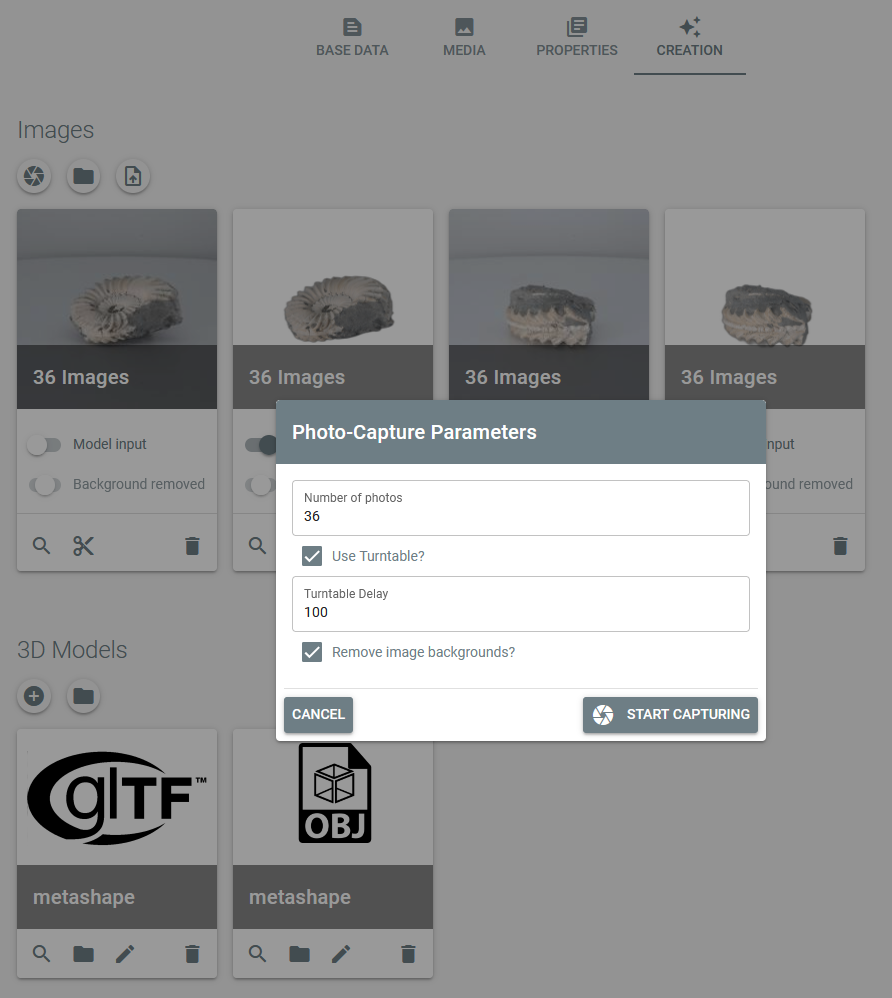 BASE DATA
MEDIA
PROPERTIES
CREATION
Images
36 Images
36 Images
36 Images
36 Images
Photo-Capture Parameters
Model input
nput
Number of photos
36
Background removed
ound removed
Use Turntable?
Turntable Delay
100
3D Models
Remove image backgrounds?
CANCEL
START CAPTURING
glTF™
OBJ
metashape
metashape